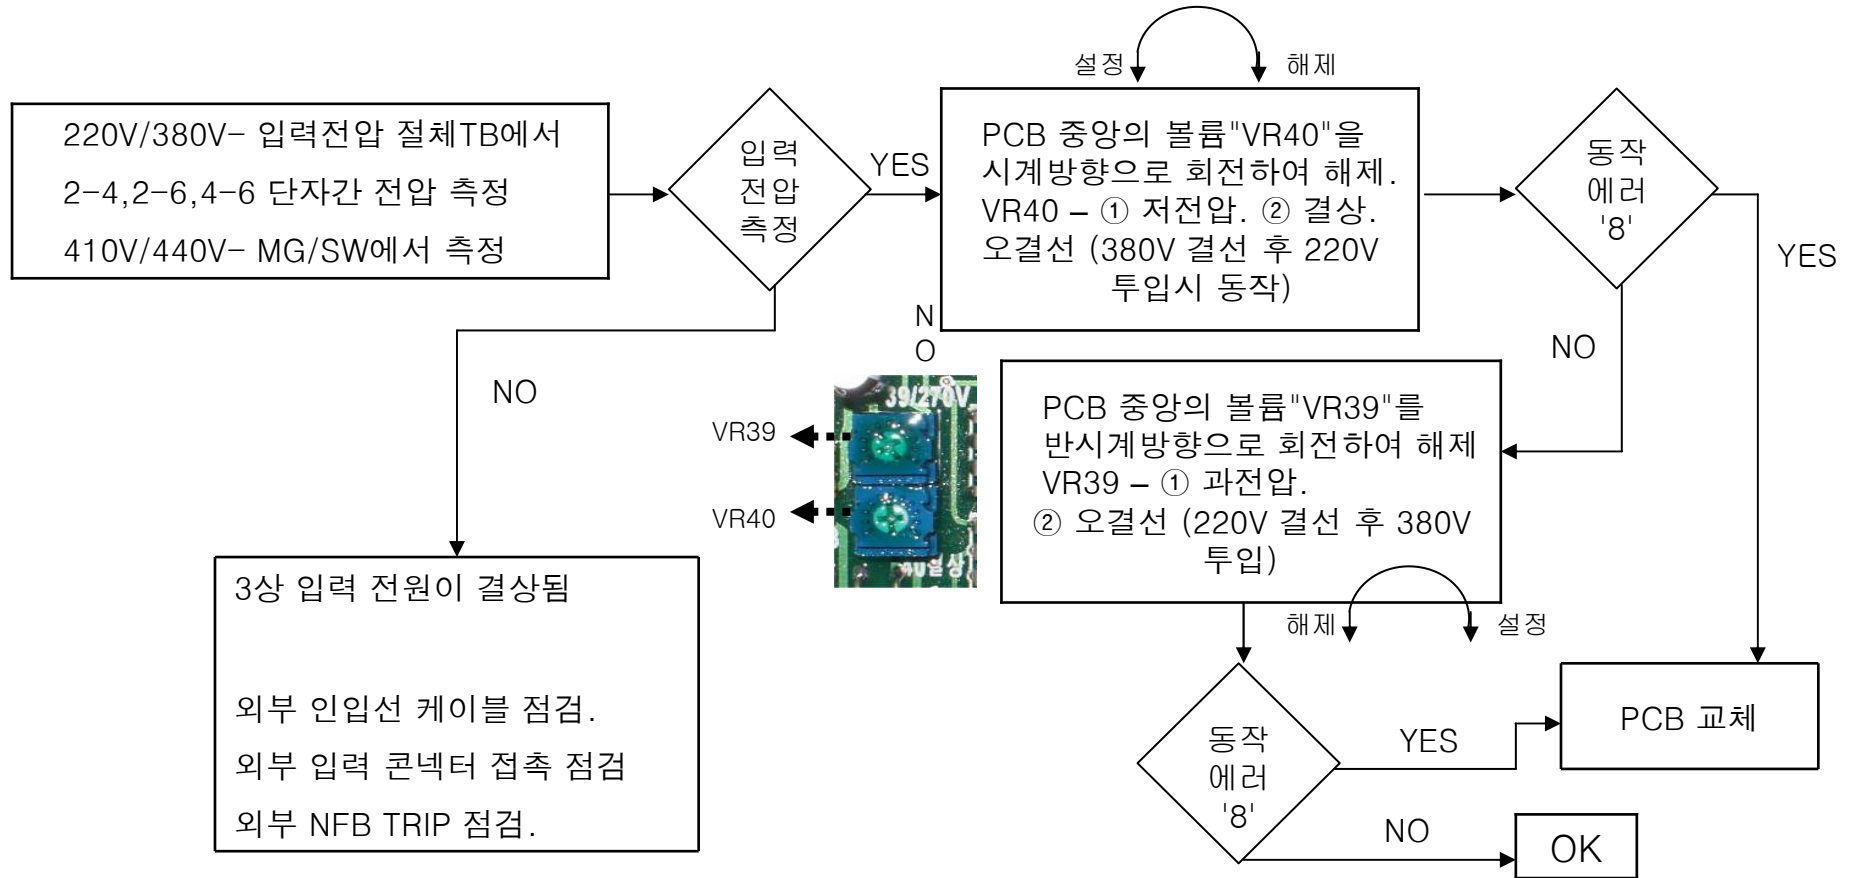 설정
해제
220V/380V- 입력전압 절체TB에서
2-4,2-6,4-6 단자간 전압 측정
410V/440V- MG/SW에서 측정
입력
전압
측정
YES
PCB 중앙의 볼륨"VR40"을
시계방향으로 회전하여 해제.
VR40 – ① 저전압. ② 결상.
오결선 (380V 결선 후 220V
투입시 동작)
동작
에러
'8'
YES
NO
N
O
NO
39/270V
VR39
VR40
PCB 중앙의 볼륨"VR39"를
반시계방향으로 회전하여 해제
VR39 – ① 과전압.
② 오결선 (220V 결선 후 380V
투입)
해제
설정
3상 입력 전원이 결상됨
외부 인입선 케이블 점검.
외부 입력 콘넥터 접촉 점검
외부 NFB TRIP 점검.
동작
에러
'8'
YES
PCB 교체
NO
OK